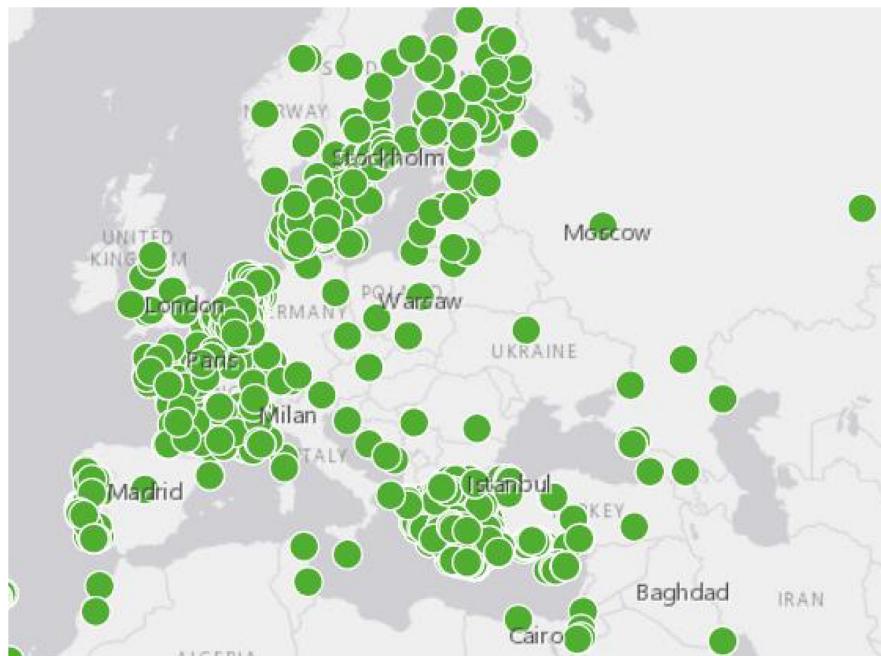 NORWAY
Stockholm
UNITED
KINGDOM
Moscow
London
GERMANY
POLAND
Warsaw
UKRAINE
Paris
Milan
ITALY
Madrid
Istanbul
TURKEY
Baghdad
IRAN
Cairo
ALGERIA